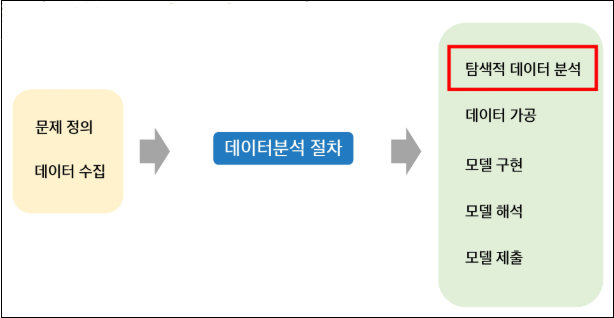 문제 정의
데이터 수집
데이터분석 절차
탐색적 데이터 분석
데이터 가공
모델 구현
모델 해석
모델 제출